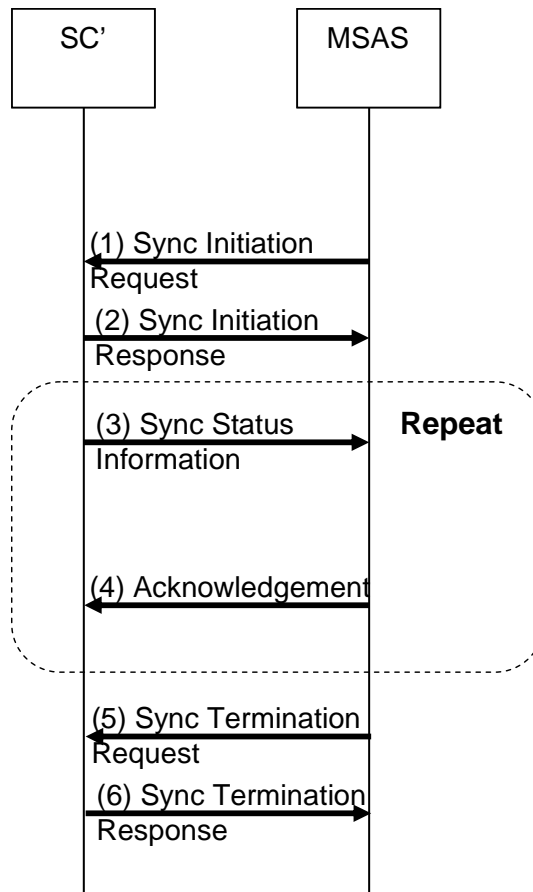 SC’
MSAS
(1) Sync Initiation
Request
(2) Sync Initiation
Response
Repeat
(3) Sync Status
Information
(4) Acknowledgement
(5) Sync Termination
Request
(6) Sync Termination
Response